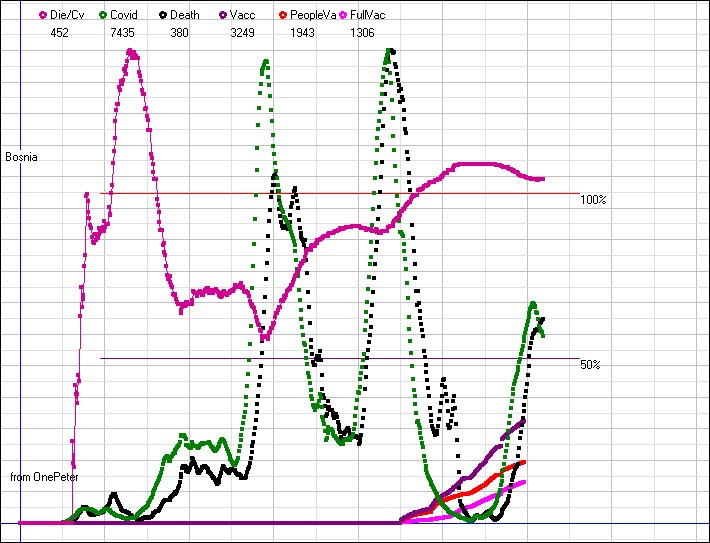 Die/Cv Covid Death Vacc PeopleVa FullVac
452 7435 380 3249 1943 1306
Bosnia
100%
50%
from OnePeter